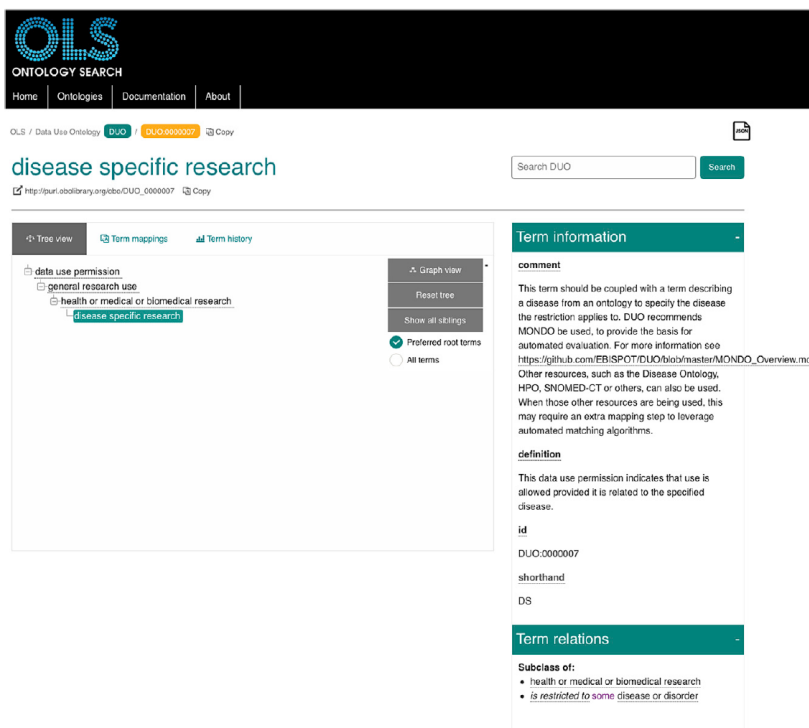 OLS
ONTOLOGY SEARCH
Home Ontologies Documentation About
OLS / Data Use Ontology DUO / DUO:0000007 Copy
JSON
disease specific research
Search DUO Search
http://purl.obolibrary.org/obo/DUO_0000007 Copy
Tree view Term mappings Term history
data use permission
general research use
health or medical or biomedical research
disease specific research
Graph view
Reset tree
Show all siblings
Preferred root terms
All terms
Term information -
comment
This term should be coupled with a term describing
a disease from an ontology to specify the disease
the restriction applies to. DUO recommends
MONDO be used, to provide the basis for
automated evaluation. For more information see
https://github.com/EBISPOT/DUO/blob/master/MONDO_Overview.md
Other resources, such as the Disease Ontology,
HPO, SNOMED-CT or others, can also be used.
When those other resources are being used, this
may require an extra mapping step to leverage
automated matching algorithms.
definition
This data use permission indicates that use is
allowed provided it is related to the specified
disease.
id
DUO:0000007
shorthand
DS
Term relations -
Subclass of:
• health or medical or biomedical research
• is restricted to some disease or disorder